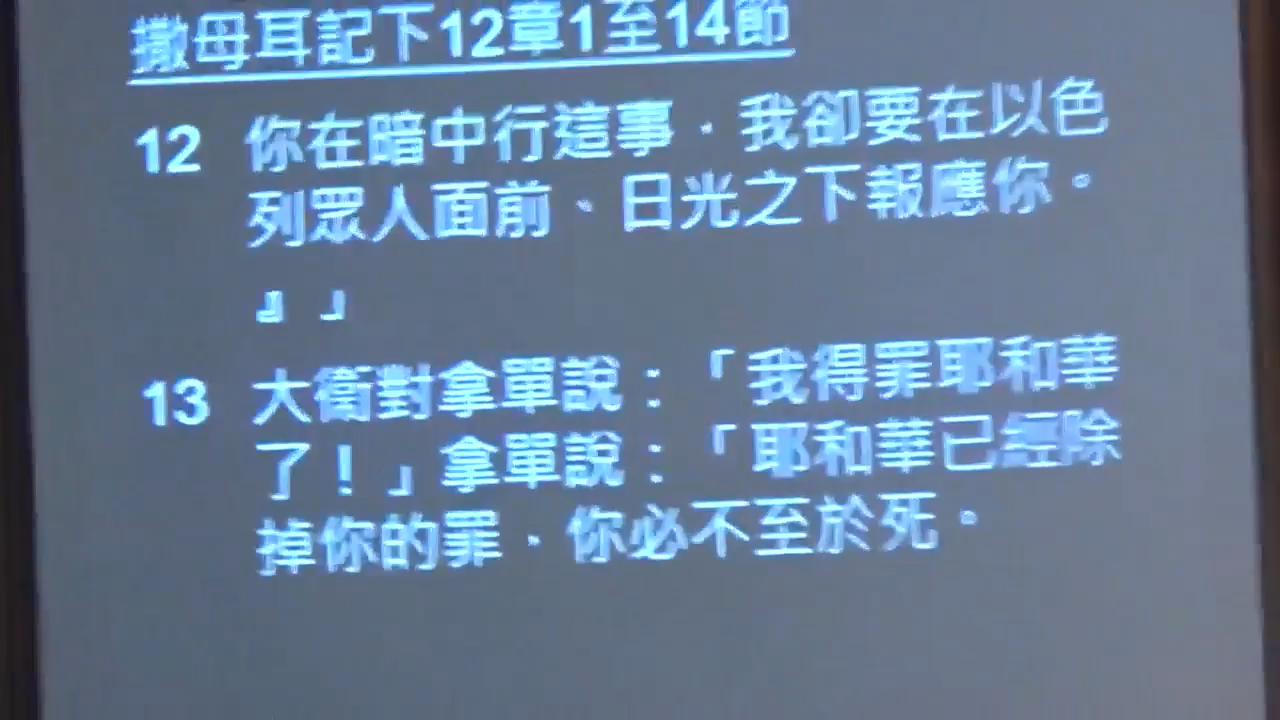 撒母耳記下12章1至14節
12 你在暗中行這事，我卻要在以色
列眾人面前、日光之下報應你。
』」
13 大衛對拿單說：「我得罪耶和華
了！」拿單說：「耶和華已經除
掉你的罪，你必不至於死。